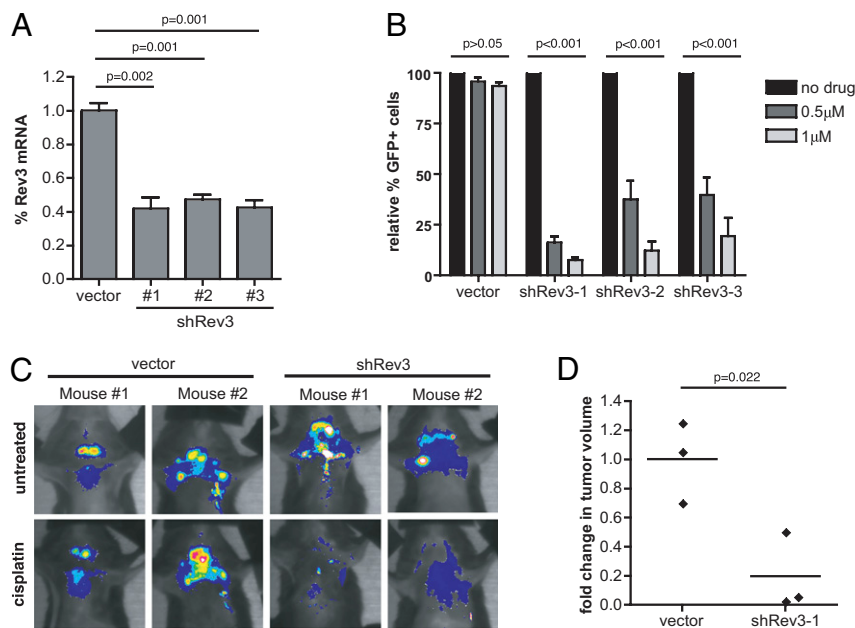 A
p=0.001
p=0.001
p=0.002
% Rev3 mRNA
1.2
1.0
0.8
0.6
0.4
0.2
0.0
vector
#1
#2
#3
shRev3
B
p>0.05
p<0.001
p<0.001
p<0.001
relative % GFP+ cells
100
75
50
25
0
vector
shRev3-1
shRev3-2
shRev3-3
no drug
0.5μM
1μM
C
vector
shRev3
Mouse #1
Mouse #2
Mouse #1
Mouse #2
untreated
cisplatin
D
p=0.022
fold change in tumor volume
1.4
1.2
1.0
0.8
0.6
0.4
0.2
0.0
vector
shRev3-1